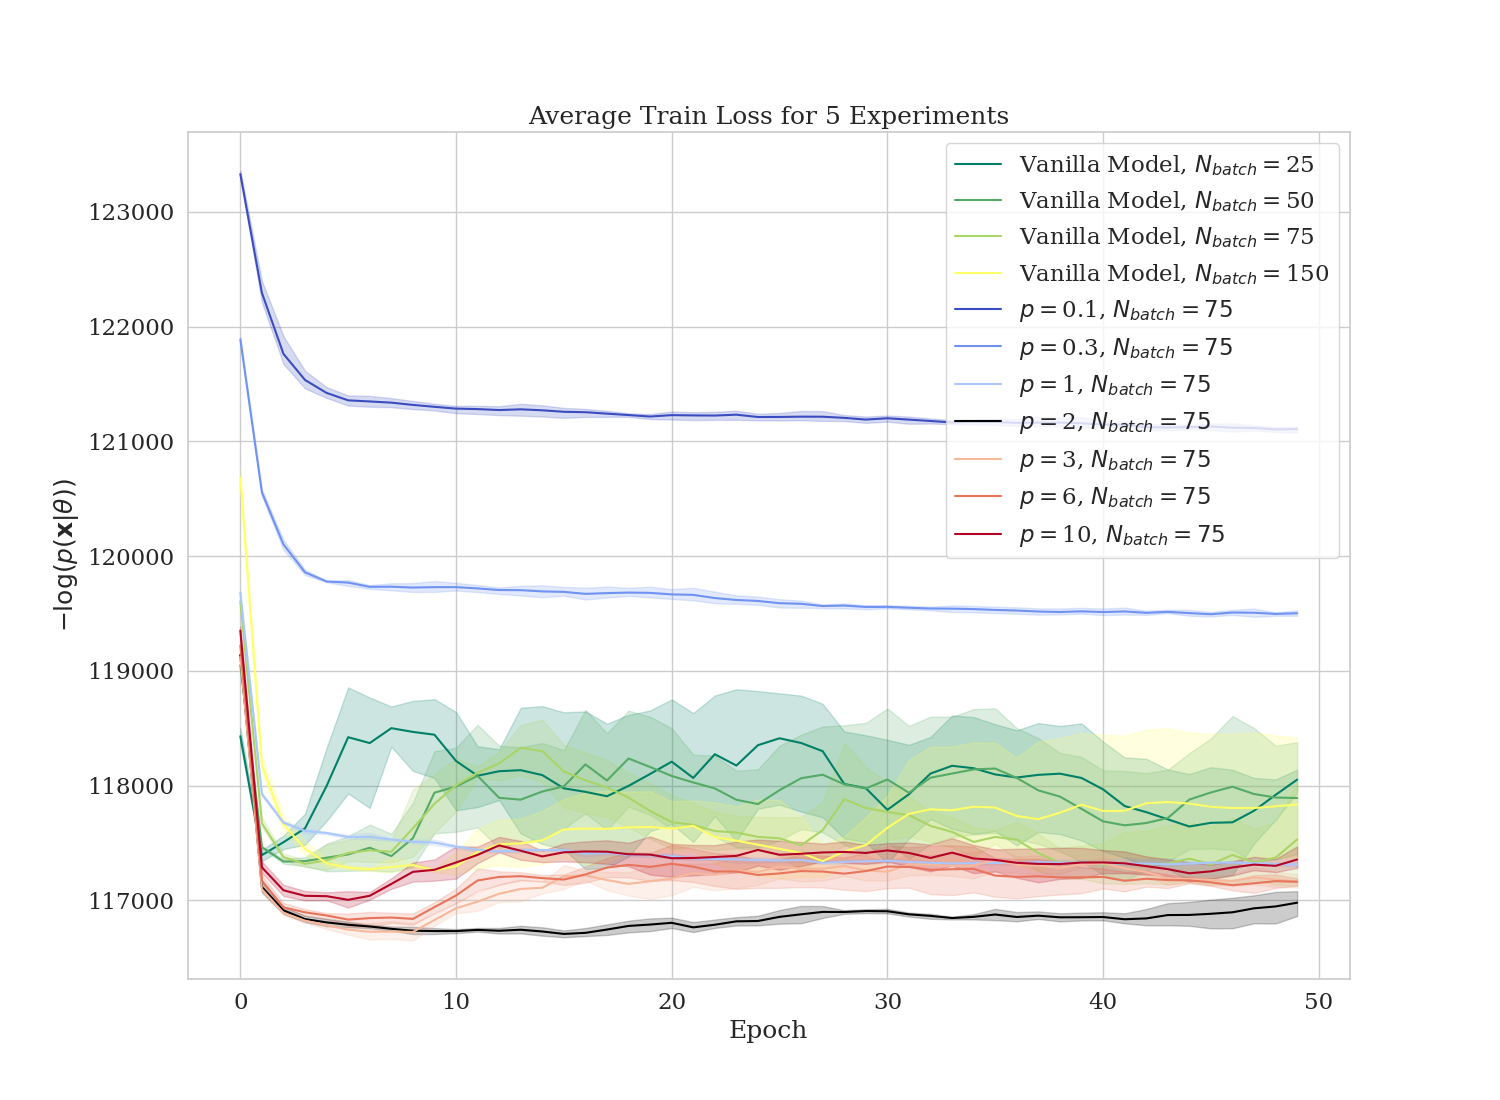 Average Train Loss for 5 Experiments
123000
122000
121000
120000
119000
118000
117000
−log(p(x|θ))
Vanilla Model, N_batch = 25
Vanilla Model, N_batch = 50
Vanilla Model, N_batch = 75
Vanilla Model, N_batch = 150
p = 0.1, N_batch = 75
p = 0.3, N_batch = 75
p = 1, N_batch = 75
p = 2, N_batch = 75
p = 3, N_batch = 75
p = 6, N_batch = 75
p = 10, N_batch = 75
0 10 20 30 40 50
Epoch